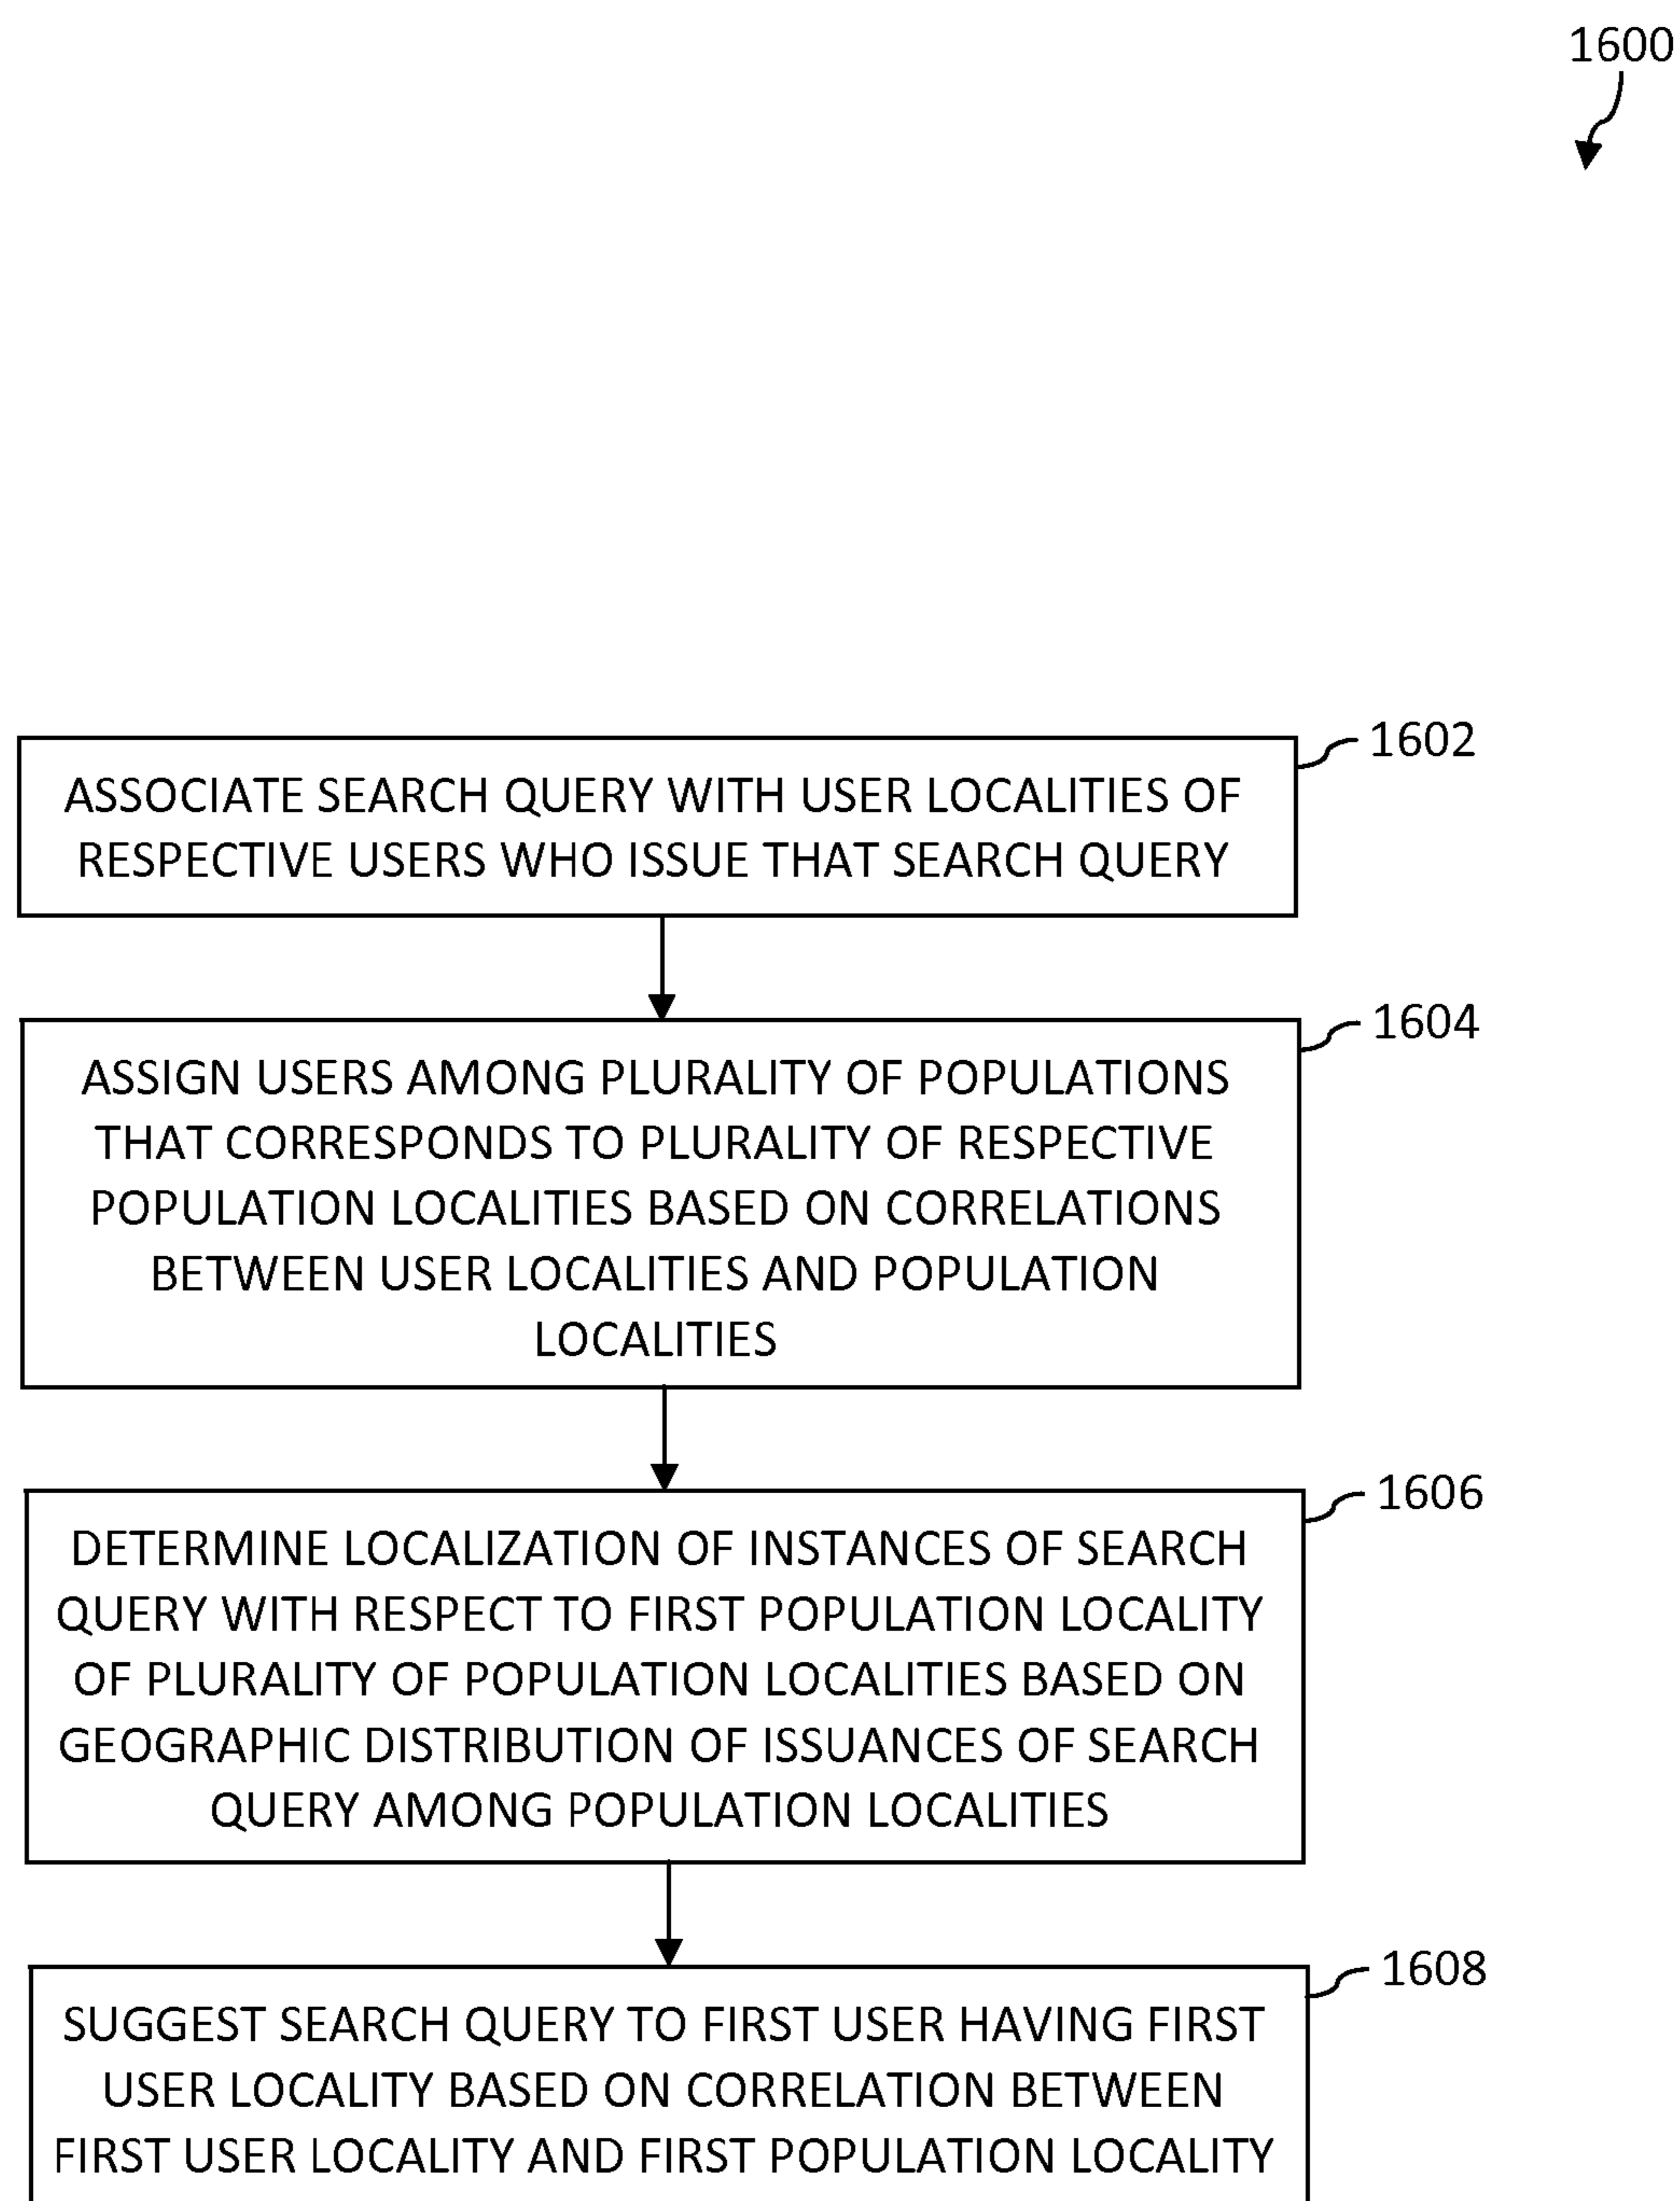 1600
1602
ASSOCIATE SEARCH QUERY WITH USER LOCALITIES OF
RESPECTIVE USERS WHO ISSUE THAT SEARCH QUERY
1604
ASSIGN USERS AMONG PLURALITY OF POPULATIONS
THAT CORRESPONDS TO PLURALITY OF RESPECTIVE
POPULATION LOCALITIES BASED ON CORRELATIONS
BETWEEN USER LOCALITIES AND POPULATION
LOCALITIES
1606
DETERMINE LOCALIZATION OF INSTANCES OF SEARCH
QUERY WITH RESPECT TO FIRST POPULATION LOCALITY
OF PLURALITY OF POPULATION LOCALITIES BASED ON
GEOGRAPHIC DISTRIBUTION OF ISSUANCES OF SEARCH
QUERY AMONG POPULATION LOCALITIES
1608
SUGGEST SEARCH QUERY TO FIRST USER HAVING FIRST
USER LOCALITY BASED ON CORRELATION BETWEEN
FIRST USER LOCALITY AND FIRST POPULATION LOCALITY